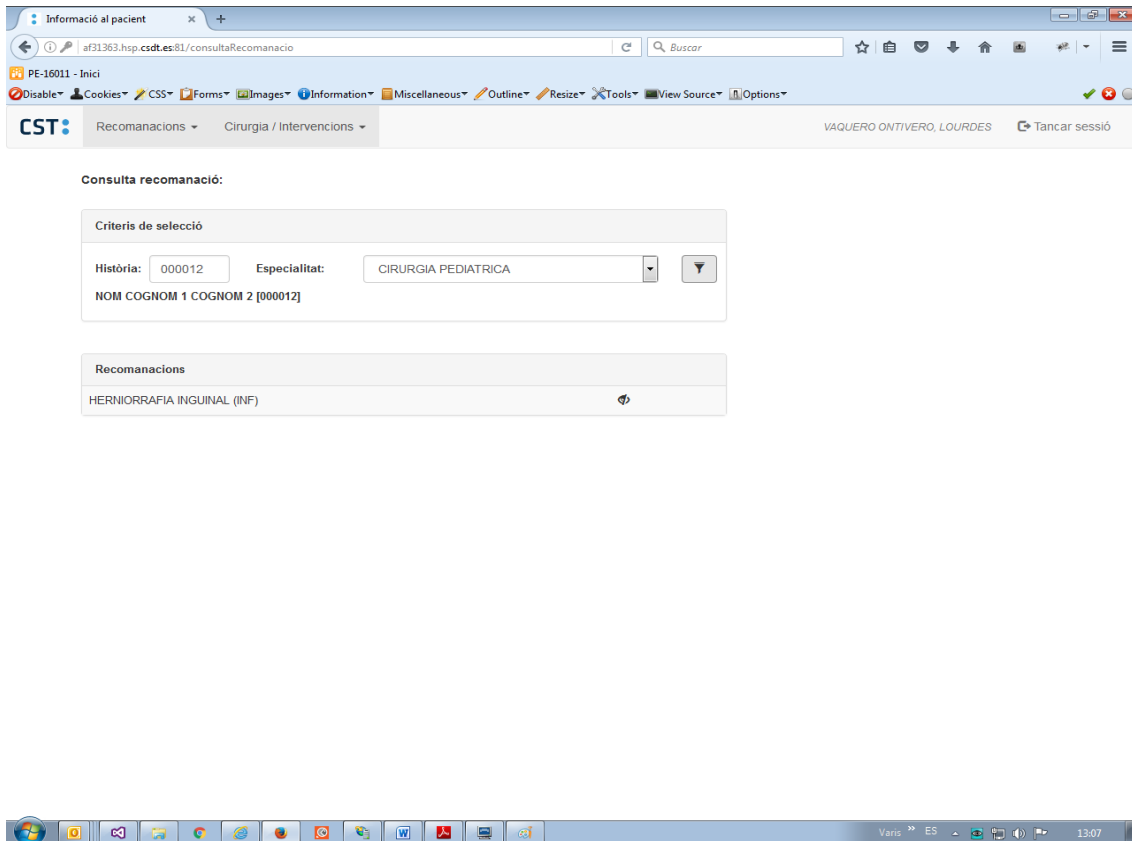 Informació al pacient
af31363.hsp.csdt.es:81/consultaRecomanacio
Buscar
PE-16011 - Inici
Disable Cookies CSS Forms Images Information Miscellaneous Outline Resize Tools View Source Options
CST: Recomanacions Cirurgia / Intervencions VAQUERO ONTIVERO, LOURDES Tancar sessió
Consulta recomanació:
Criteris de selecció
Història: 000012 Especialitat: CIRURGIA PEDIATRICA
NOM COGNOM 1 COGNOM 2 [000012]
Recomanacions
HERNIORRAFIA INGUINAL (INF)
Varis » ES 13:07